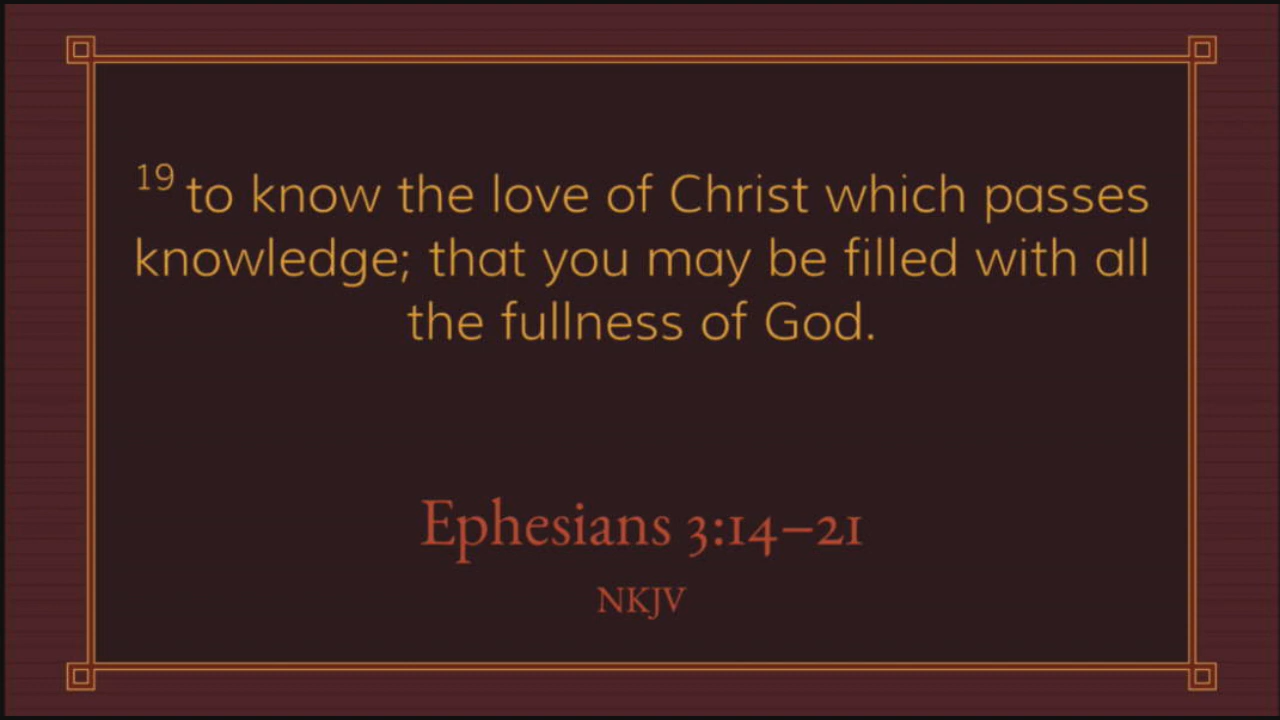 19 to know the love of Christ which passes
knowledge; that you may be filled with all
the fullness of God.
Ephesians 3:14–21
NKJV